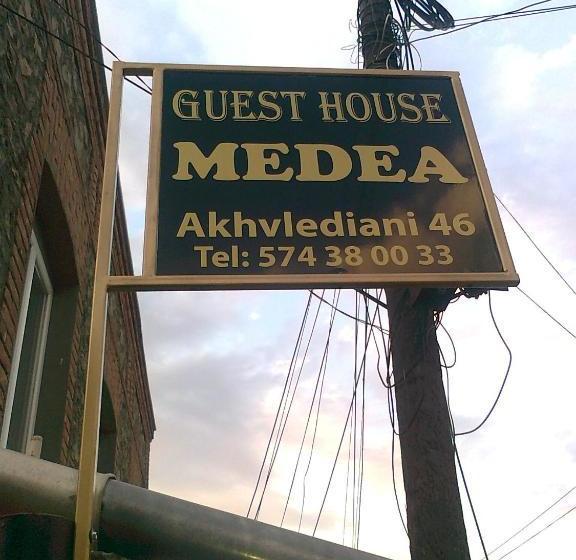 GUEST HOUSE
MEDEA
Akhvlediani 46
Tel: 574 38 00 33